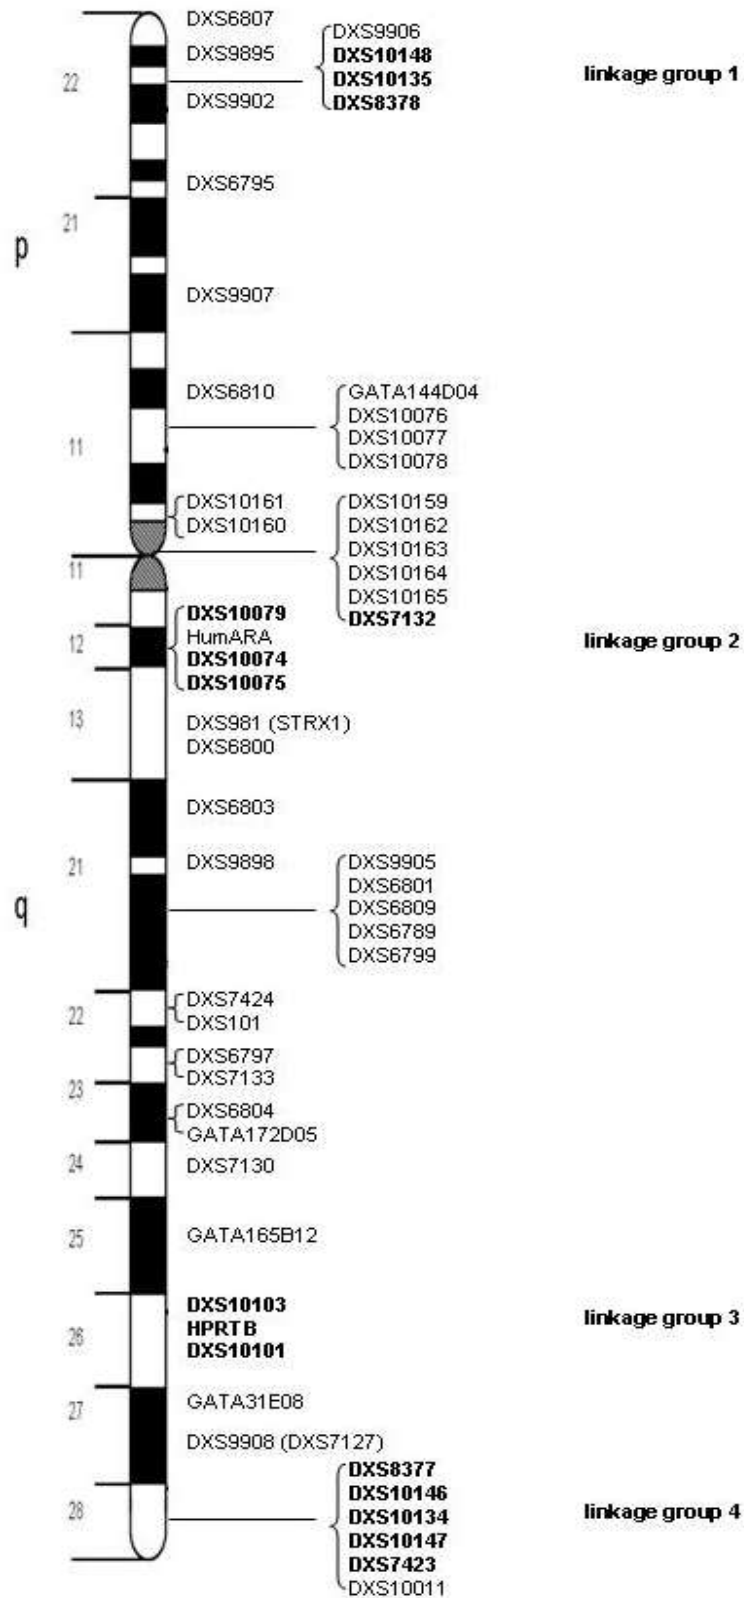 DXS6807
DXS9906
DXS9895
DXS10148
DXS10135
linkage group 1
22
DXS9902
DXS8378
DXS6795
21
p
DXS9907
DXS6810
GATA144D04
DXS10076
DXS10077
11
DXS10078
DXS10161
DXS10159
DXS10160
DXS10162
DXS10163
11
DXS10164
DXS10165
DXS10079
DXS7132
12
HumARA
linkage group 2
DXS10074
DXS10075
13
DXS981 (STRX1)
DXS6800
DXS6803
21
DXS9898
DXS9905
DXS6801
q
DXS6809
DXS6789
DXS6799
22
DXS7424
DXS101
DXS6797
23
DXS7133
DXS6804
GATA172D05
24
DXS7130
25
GATA165B12
DXS10103
linkage group 3
26
HPRTB
DXS10101
27
GATA31E08
DXS9908 (DXS7127)
DXS8377
DXS10146
28
DXS10134
linkage group 4
DXS10147
DXS7423
DXS10011